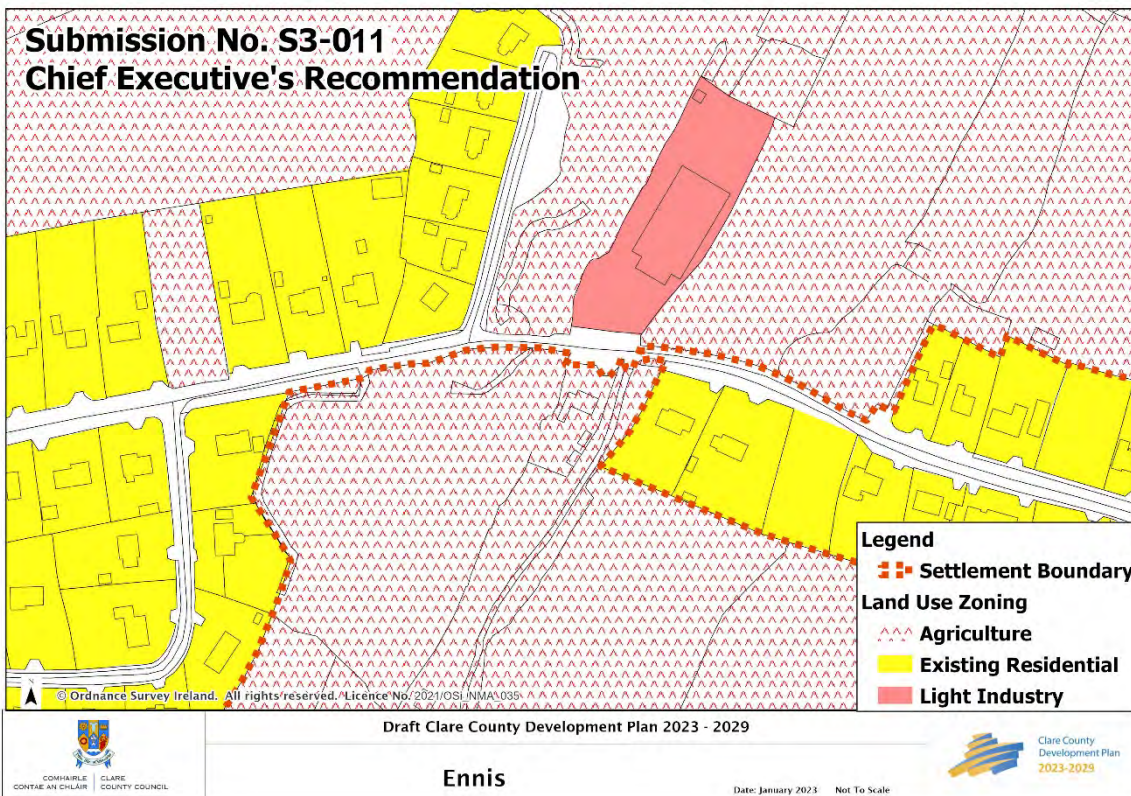 Submission No. S3-011
Chief Executive's Recommendation
Legend
Settlement Boundary
Land Use Zoning
Agriculture
Existing Residential
Light Industry
N
© Ordnance Survey Ireland. All rights reserved. Licence No. 2021/OSi_NMA_035
Draft Clare County Development Plan 2023 - 2029
Ennis
Date: January 2023 Not To Scale
COMHAIRLE CLARE
CONTAE AN CHLÁIR COUNTY COUNCIL
Clare County
Development Plan
2023-2029